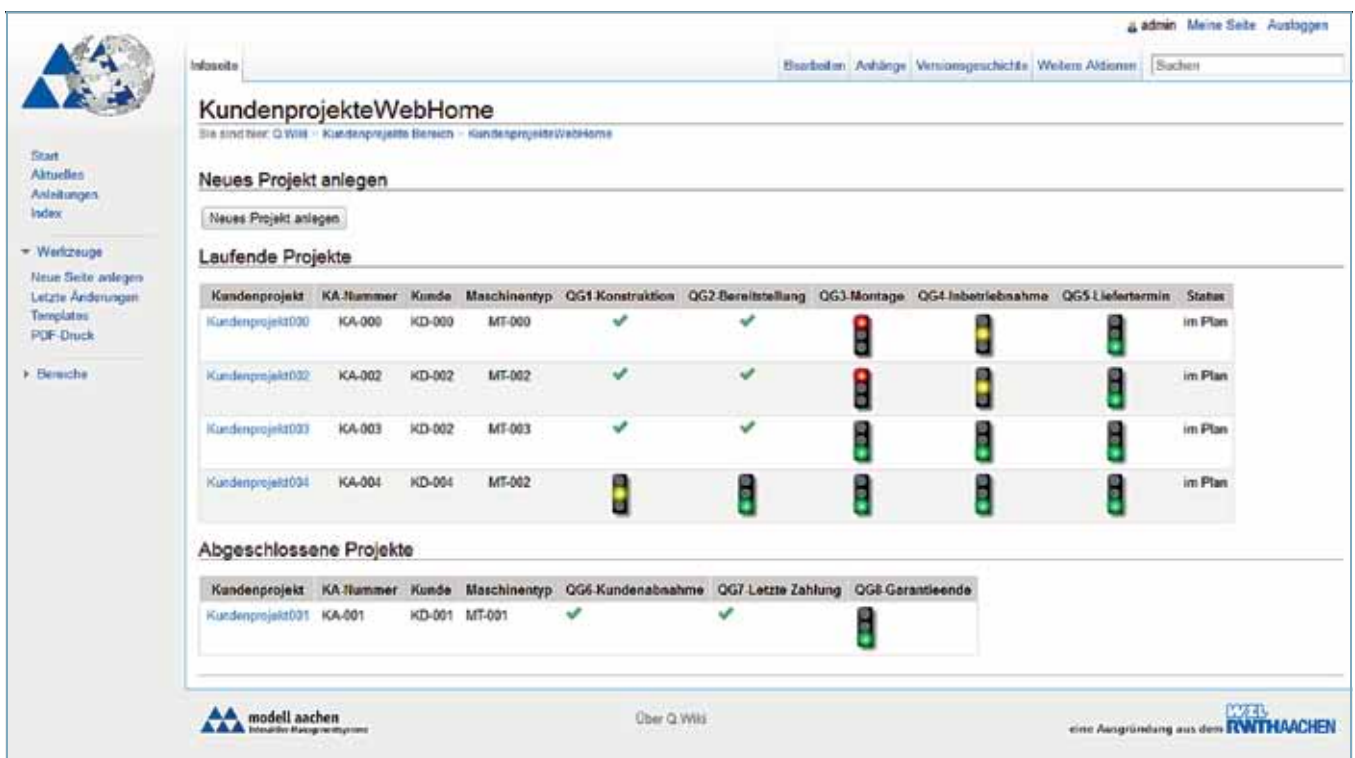 admin Meine Seite Ausloggen
Infoseite Bearbeiten Anhänge Versionsgeschichte Weitere Aktionen Suchen
KundenprojekteWebHome
Sie sind hier: Q.Wiki Kundenprojekte Bereich KundenprojekteWebHome
Start
Aktuelles
Anleitungen
Index
Werkzeuge
Neue Seite anlegen
Letzte Änderungen
Templates
PDF-Druck
Bereiche
Neues Projekt anlegen
Neues Projekt anlegen
Laufende Projekte
Kundenprojekt KA-Nummer Kunde Maschinentyp QG1-Konstruktion QG2-Bereitstellung QG3-Montage QG4-Inbetriebnahme QG5-Liefertermin Status
Kundenprojekt000 KA-000 KD-000 MT-000 im Plan
Kundenprojekt002 KA-002 KD-002 MT-002 im Plan
Kundenprojekt003 KA-003 KD-002 MT-003 im Plan
Kundenprojekt004 KA-004 KD-004 MT-002 im Plan
Abgeschlossene Projekte
Kundenprojekt KA-Nummer Kunde Maschinentyp QG6-Kundenabnahme QG7-Letzte Zahlung QG8-Garantieende
Kundenprojekt001 KA-001 KD-001 MT-001
modell aachen
Interaktive Managementsysteme
Über Q.Wiki
eine Ausgründung aus dem WZL RWTHAACHEN